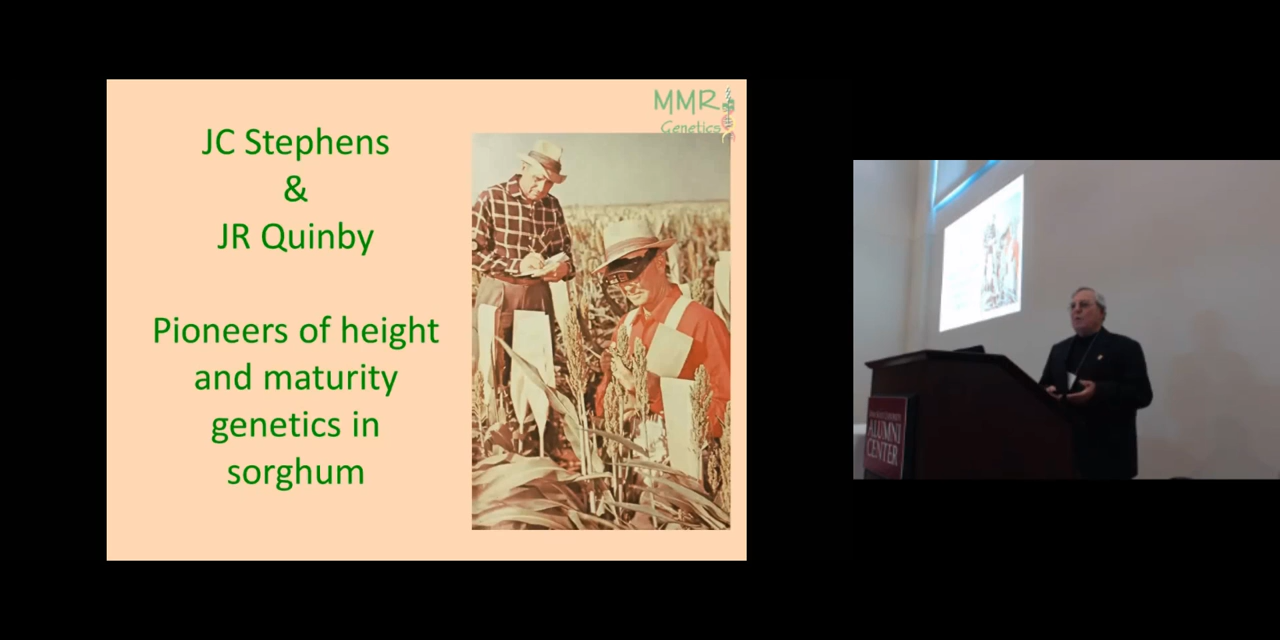 MMR
Genetics
JC Stephens
&
JR Quinby
Pioneers of height
and maturity
genetics in
sorghum
ALUMNI
CENTER